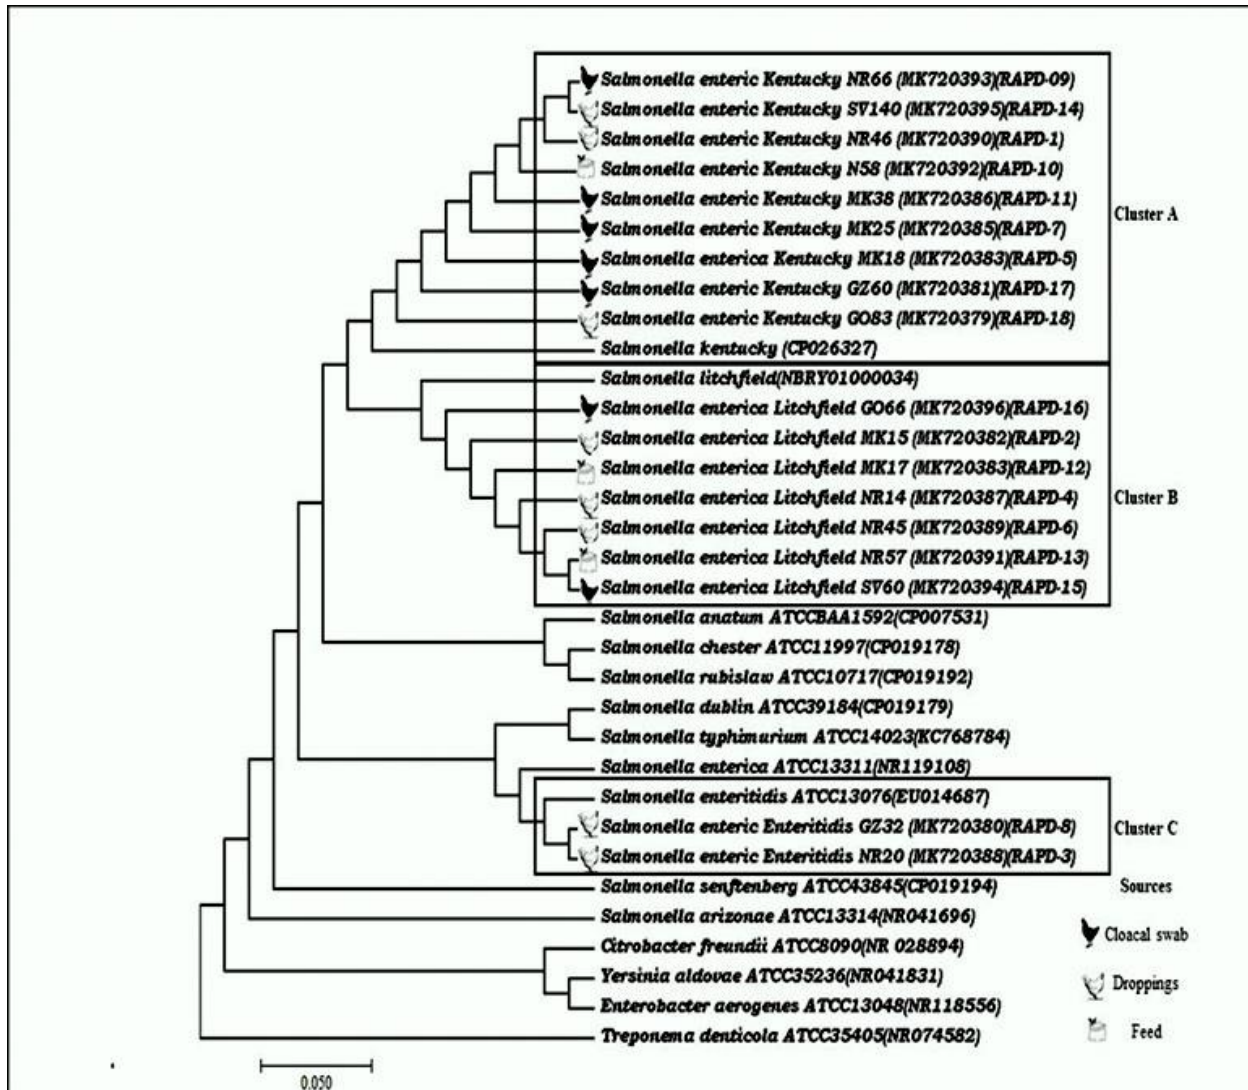 Salmonella enteric Kentucky NR66 (MK720393)(RAPD-09)
Salmonella enteric Kentucky SV140 (MK720395)(RAPD-14)
Salmonella enteric Kentucky NR46 (MK720390)(RAPD-1)
Salmonella enteric Kentucky N58 (MK720392)(RAPD-10)
Salmonella enteric Kentucky MK38 (MK720386)(RAPD-11)
Cluster A
Salmonella enteric Kentucky MK25 (MK720385)(RAPD-7)
Salmonella enterica Kentucky MK18 (MK720383)(RAPD-5)
Salmonella enteric Kentucky GZ60 (MK720381)(RAPD-17)
Salmonella enteric Kentucky GO83 (MK720379)(RAPD-18)
Salmonella kentucky (CP026327)
Salmonella litchfield(NBRY01000034)
Salmonella enterica Litchfield GO66 (MK720396)(RAPD-16)
Salmonella enterica Litchfield MK15 (MK720382)(RAPD-2)
Salmonella enterica Litchfield MK17 (MK720383)(RAPD-12)
Salmonella enterica Litchfield NR14 (MK720387)(RAPD-4)
Cluster B
Salmonella enterica Litchfield NR45 (MK720389)(RAPD-6)
Salmonella enterica Litchfield NR57 (MK720391)(RAPD-13)
Salmonella enterica Litchfield SV60 (MK720394)(RAPD-15)
Salmonella anatum ATCCBAA1592(CP007531)
Salmonella chester ATCC11997(CP019178)
Salmonella rubislaw ATCC10717(CP019192)
Salmonella dublin ATCC39184(CP019179)
Salmonella typhimurium ATCC14023(KC768784)
Salmonella enterica ATCC13311(NR119108)
Salmonella enteritidis ATCC13076(EU014687)
Salmonella enteric Enteritidis GZ32 (MK720380)(RAPD-8)
Cluster C
Salmonella enteric Enteritidis NR20 (MK720388)(RAPD-3)
Salmonella senftenberg ATCC43845(CP019194)
Sources
Salmonella arizonae ATCC13314(NR041696)
Cloacal swab
Citrobacter freundii ATCC8090(NR 028894)
Yersinia aldovae ATCC35236(NR041831)
Droppings
Enterobacter aerogenes ATCC13048(NR118556)
Feed
Treponema denticola ATCC35405(NR074582)
0.050